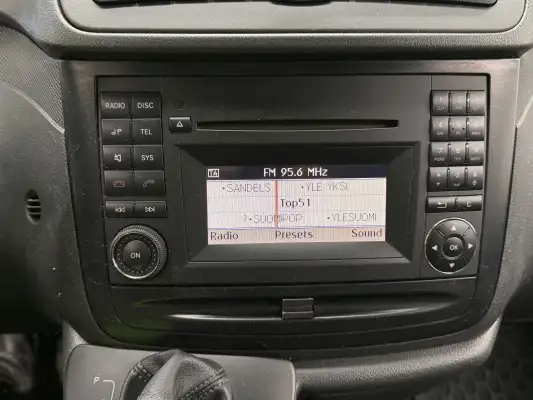 RADIO DISC
TEL
SYS
TA FM 95.6 MHz
•SANDELS •YLE YKSI
Top51
•SUOMIPOP •YLESUOMI
Radio Presets Sound
ON
C
OK
P